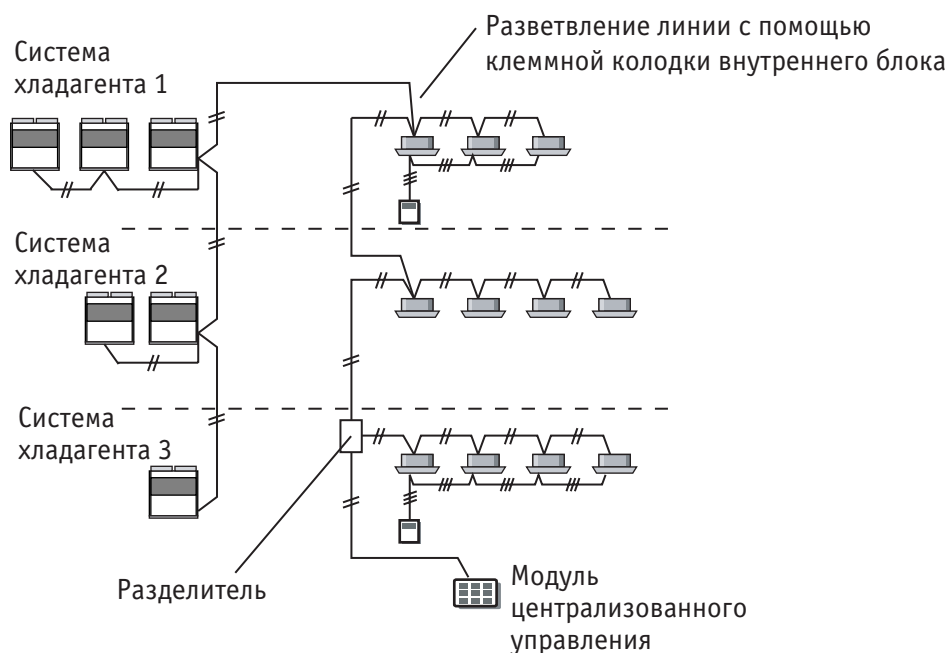 Разветвление линии с помощью
клеммной колодки внутреннего блока
Система
хладагента 1
Система
хладагента 2
Система
хладагента 3
Разделитель
Модуль
централизованного
управления